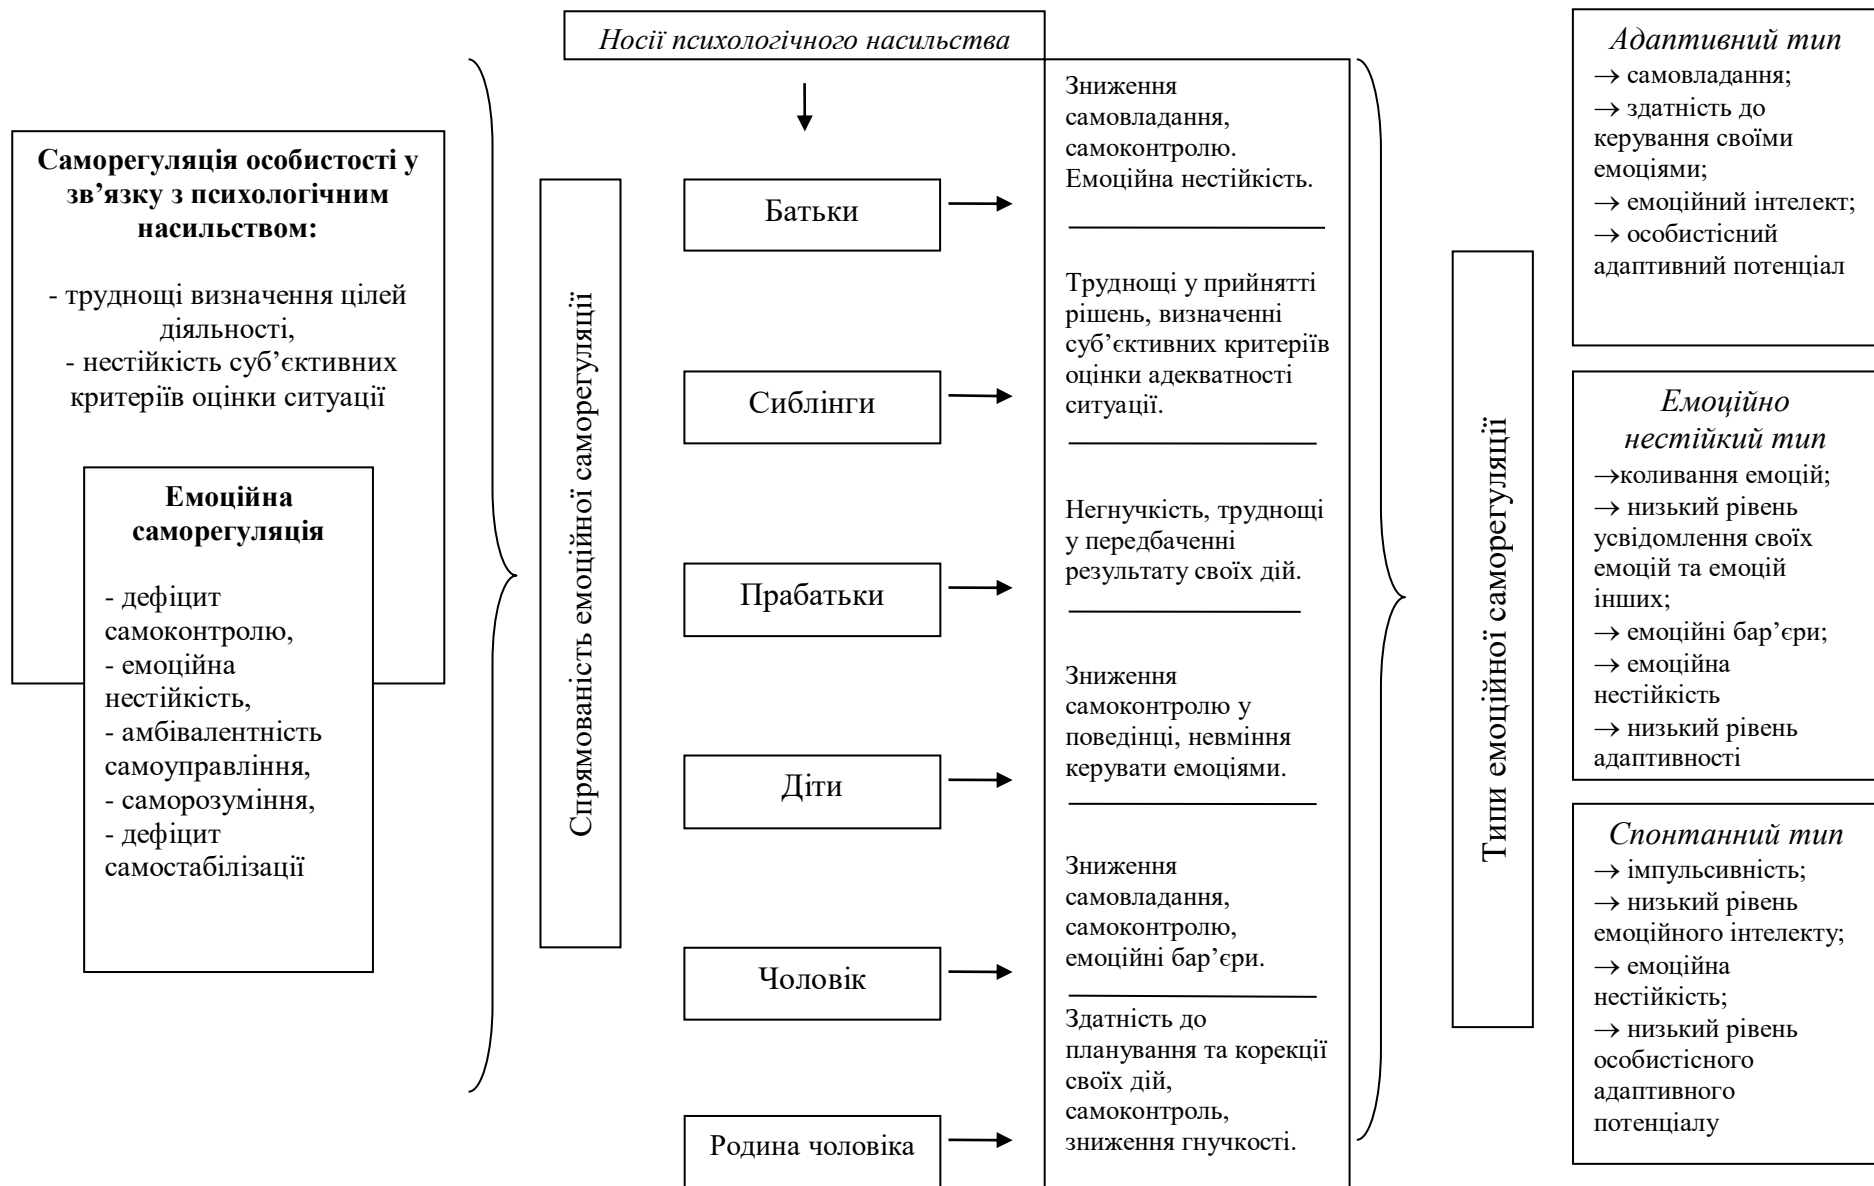 Саморегуляція особистості у
зв’язку з психологічним
насильством:
- труднощі визначення цілей
діяльності,
- нестійкість суб’єктивних
критеріїв оцінки ситуації
Емоційна
саморегуляція
- дефіцит
самоконтролю,
- емоційна
нестійкість,
- амбівалентність
самоуправління,
- саморозуміння,
- дефіцит
самостабілізації
Спрямованість емоційної саморегуляції
Носії психологічного насильства
Батьки
Сиблінги
Прабатьки
Діти
Чоловік
Родина чоловіка
Зниження
самовладання,
самоконтролю.
Емоційна нестійкість.
Труднощі у прийнятті
рішень, визначенні
суб’єктивних критеріїв
оцінки адекватності
ситуації.
Негнучкість, труднощі
у передбаченні
результату своїх дій.
Зниження
самоконтролю у
поведінці, невміння
керувати емоціями.
Зниження
самовладання,
самоконтролю,
емоційні бар’єри.
Здатність до
планування та корекції
своїх дій,
самоконтроль,
зниження гнучкості.
Типи емоційної саморегуляції
Адаптивний тип
→ самовладання;
→ здатність до
керування своїми
емоціями;
→ емоційний інтелект;
→ особистісний
адаптивний потенціал
Емоційно
нестійкий тип
→коливання емоцій;
→ низький рівень
усвідомлення своїх
емоцій та емоцій
інших;
→ емоційні бар’єри;
→ емоційна
нестійкість
→ низький рівень
адаптивності
Спонтанний тип
→ імпульсивність;
→ низький рівень
емоційного інтелекту;
→ емоційна
нестійкість;
→ низький рівень
особистісного
адаптивного
потенціалу